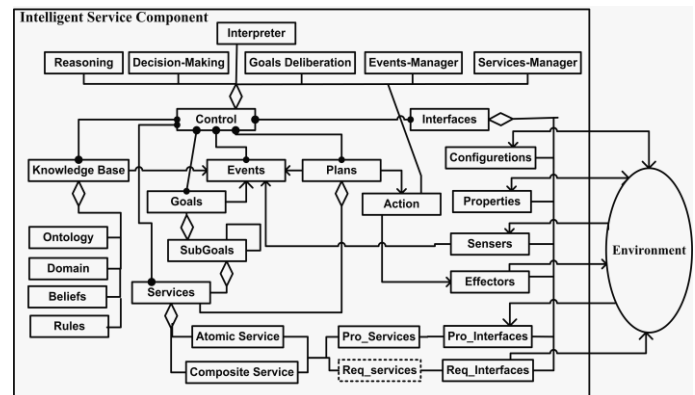 Intelligent Service Component
Interpreter
Reasoning
Decision-Making
Goals Deliberation
Events-Manager
Services-Manager
Control
Interfaces
Configuretions
Knowledge Base
Events
Plans
Goals
Action
Properties
Ontology
SubGoals
Sensers
Environment
Domain
Effectors
Beliefs
Services
Rules
Atomic Service
Pro_Services
Pro_Interfaces
Composite Service
Req_services
Req_Interfaces